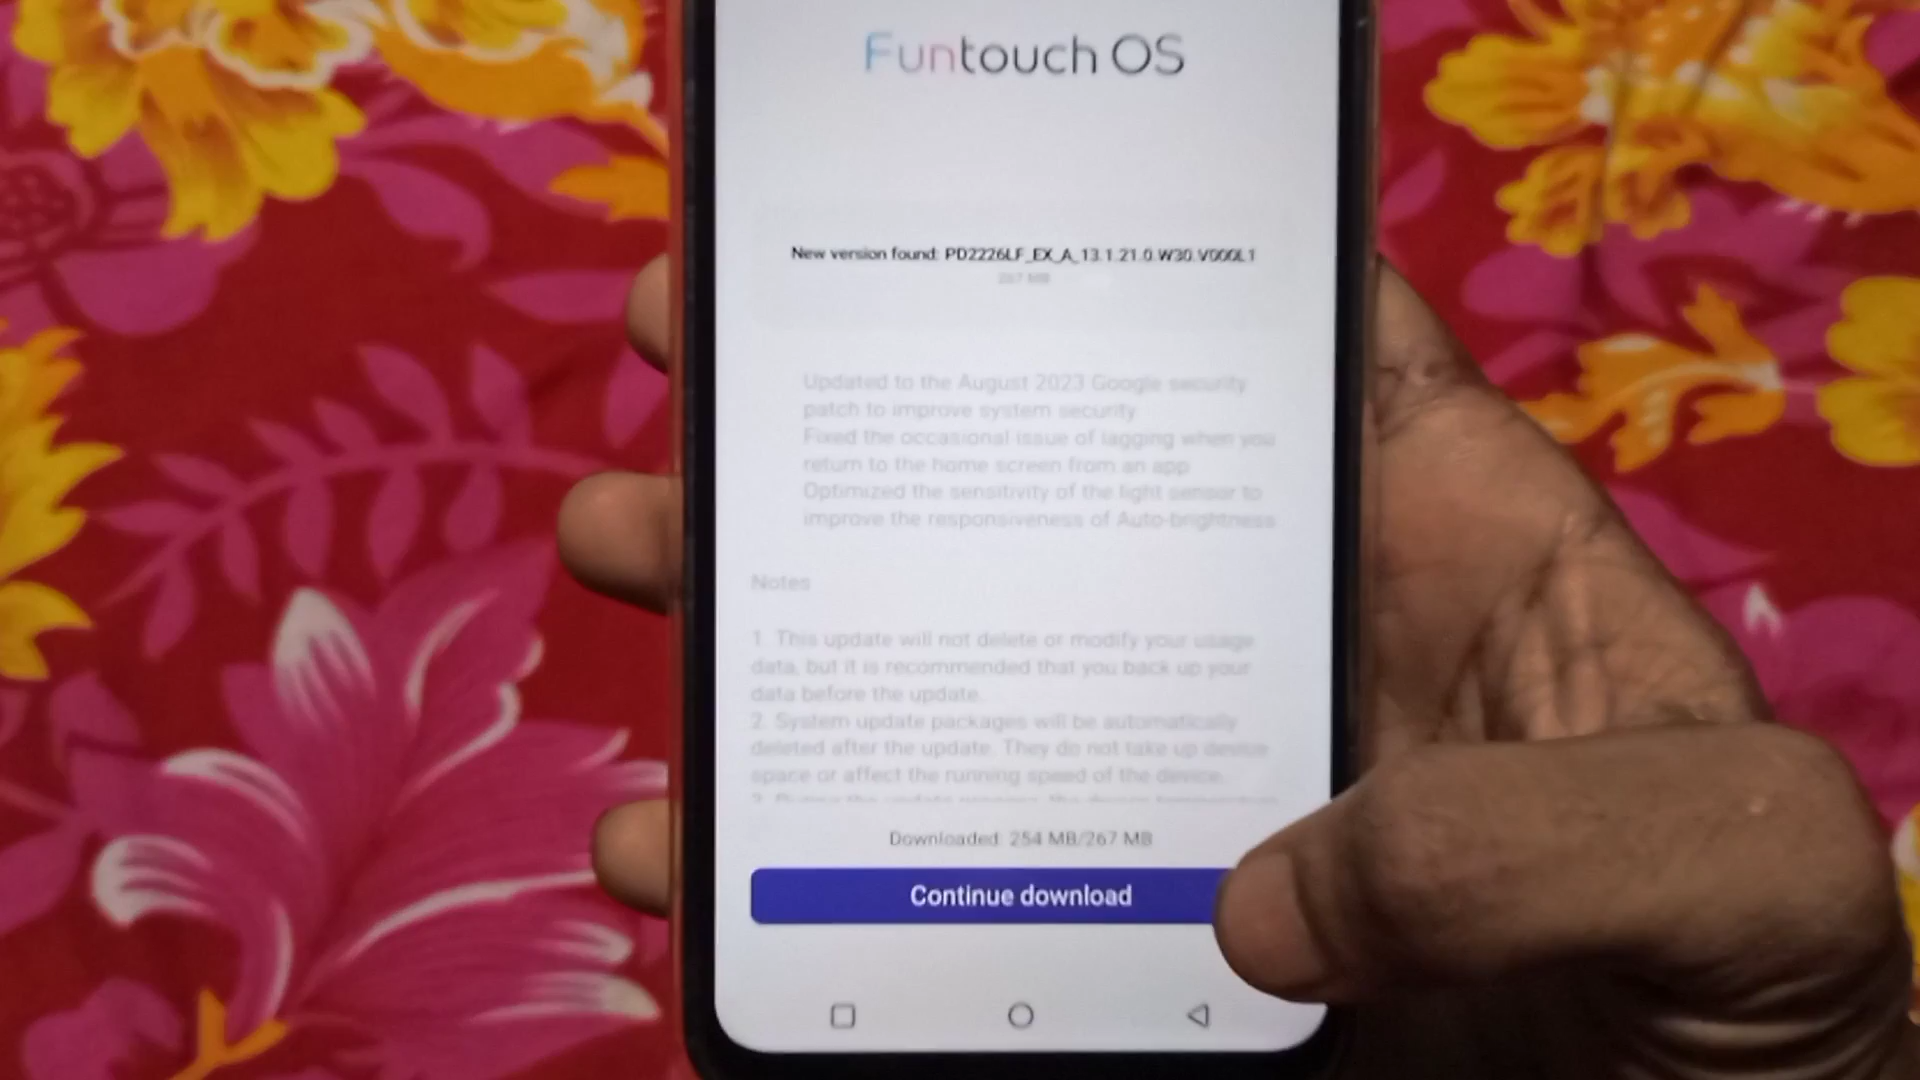 Funtouch OS
New version found: PD2226LF_EX_A_13.1.21.0.W30.V000L1
267 MB
Updated to the August 2023 Google security
patch to improve system security
Fixed the occasional issue of lagging when you
return to the home screen from an app
Optimized the sensitivity of the light sensor to
improve the responsiveness of Auto-brightness
Notes
1. This update will not delete or modify your usage
data, but it is recommended that you back up your
data before the update.
2. System update packages will be automatically
deleted after the update. They do not take up device
space or affect the running speed of the device.
Downloaded: 254 MB/267 MB
Continue download